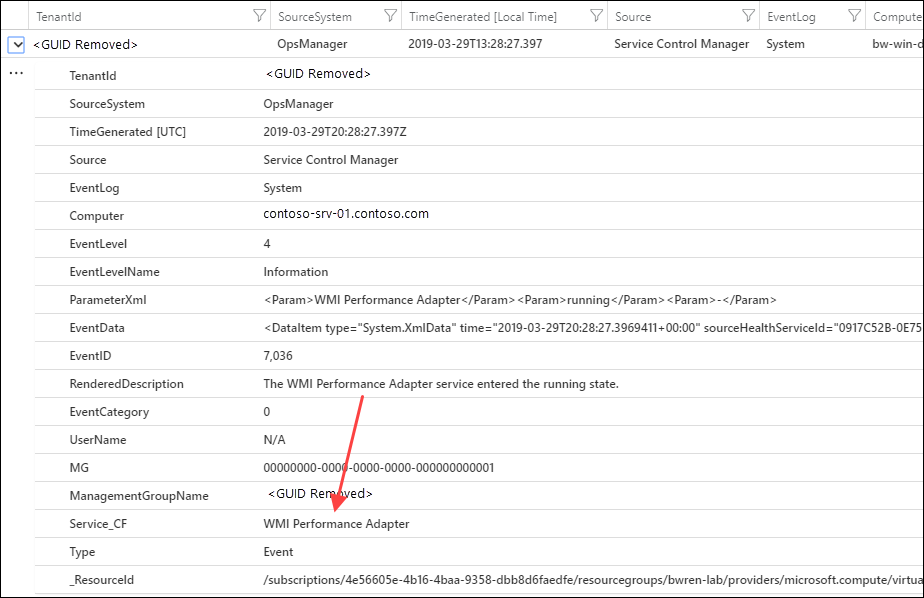 TenantId SourceSystem TimeGenerated [Local Time] Source EventLog Compute
<GUID Removed> OpsManager 2019-03-29T13:28:27.397 Service Control Manager System bw-win-d
... TenantId <GUID Removed>
SourceSystem OpsManager
TimeGenerated [UTC] 2019-03-29T20:28:27.397Z
Source Service Control Manager
EventLog System
Computer contoso-srv-01.contoso.com
EventLevel 4
EventLevelName Information
ParameterXml <Param>WMI Performance Adapter</Param><Param>running</Param><Param>-</Param>
EventData <DataItem type="System.XmlData" time="2019-03-29T20:28:27.3969411+00:00" sourceHealthServiceId="0917C52B-0E75
EventID 7,036
RenderedDescription The WMI Performance Adapter service entered the running state.
EventCategory 0
UserName N/A
MG 00000000-0000-0000-0000-000000000001
ManagementGroupName <GUID Removed>
Service_CF WMI Performance Adapter
Type Event
_ResourceId /subscriptions/4e56605e-4b16-4baa-9358-dbb8d6faedfe/resourcegroups/bwren-lab/providers/microsoft.compute/virtua